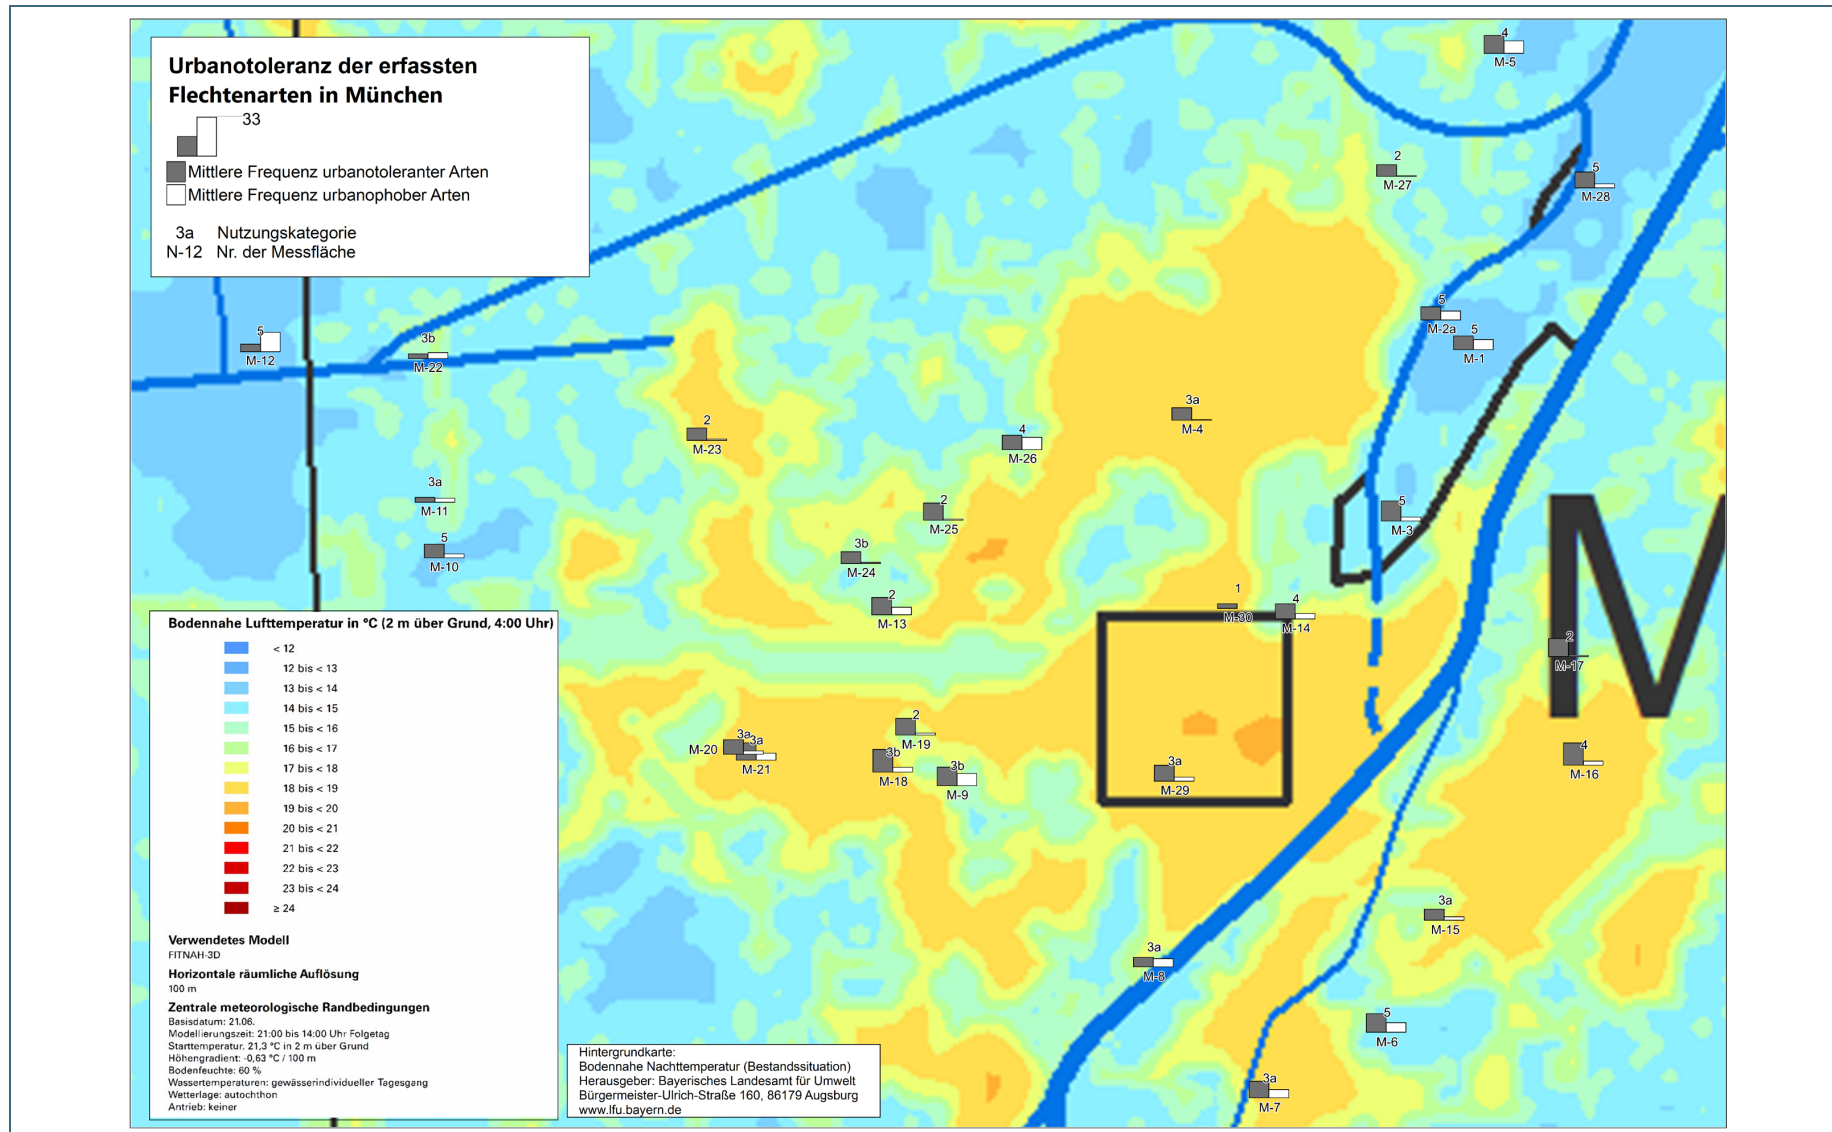 Urbanotoleranz der erfassten
Flechtenarten in München
33
Mittlere Frequenz urbanotoleranter Arten
Mittlere Frequenz urbanophober Arten
3a Nutzungskategorie
N-12 Nr. der Messfläche
4
M-5
2
M-27
5
M-28
5
M-12
3b
M-22
5
M-2a
5
M-1
2
M-23
4
M-26
3a
M-4
3a
M-11
5
M-10
2
M-25
5
M-3
3b
M-24
2
M-13
1
M-30
4
M-14
M
2
M-17
2
M-19
3a
M-20
3a
M-21
3b
M-18
3b
M-9
3a
M-29
4
M-16
3a
M-15
3a
M-8
5
M-6
3a
M-7
Bodennahe Lufttemperatur in °C (2 m über Grund, 4:00 Uhr)
< 12
12 bis < 13
13 bis < 14
14 bis < 15
15 bis < 16
16 bis < 17
17 bis < 18
18 bis < 19
19 bis < 20
20 bis < 21
21 bis < 22
22 bis < 23
23 bis < 24
≥ 24
Verwendetes Modell
FITNAH-3D
Horizontale räumliche Auflösung
100 m
Zentrale meteorologische Randbedingungen
Basisdatum: 21.06.
Modellierungszeit: 21:00 bis 14:00 Uhr Folgetag
Starttemperatur. 21,3 °C in 2 m über Grund
Höhengradient: -0,63 °C / 100 m
Bodenfeuchte: 60 %
Wassertemperaturen: gewässerindividueller Tagesgang
Wetterlage: autochthon
Antrieb: keiner
Hintergrundkarte:
Bodennahe Nachttemperatur (Bestandssituation)
Herausgeber: Bayerisches Landesamt für Umwelt
Bürgermeister-Ulrich-Straße 160, 86179 Augsburg
www.lfu.bayern.de